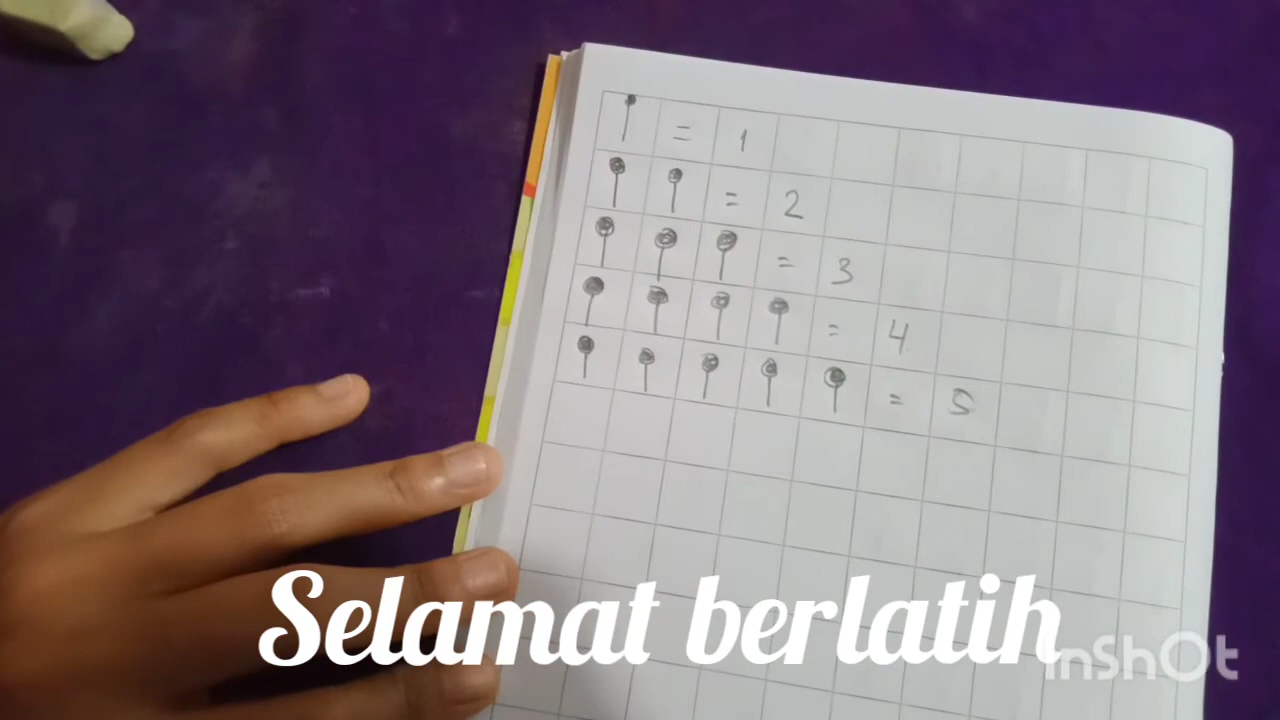 = 1
= 2
= 3
= 4
= 5
Selamat berlatih
InShOt